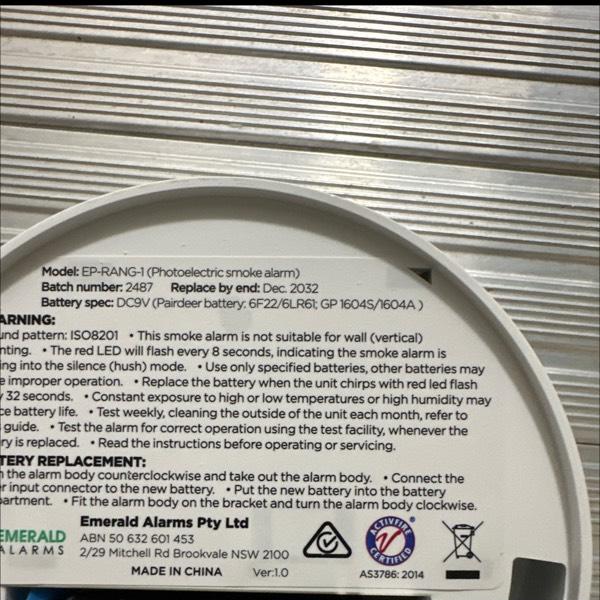 Model: EP-RANG-1 (Photoelectric smoke alarm)
Batch number: 2487 Replace by end: Dec. 2032
Battery spec: DC9V (Pairdeer battery: 6F22/6LR61; GP 1604S/1604A )
ARNING:
und pattern: ISO8201 • This smoke alarm is not suitable for wall (vertical)
nting. • The red LED will flash every 8 seconds, indicating the smoke alarm is
ing into the silence (hush) mode. • Use only specified batteries, other batteries may
e improper operation. • Replace the battery when the unit chirps with red led flash
y 32 seconds. • Constant exposure to high or low temperatures or high humidity may
ce battery life. • Test weekly, cleaning the outside of the unit each month, refer to
guide. • Test the alarm for correct operation using the test facility, whenever the
ry is replaced. • Read the instructions before operating or servicing.
TERY REPLACEMENT:
the alarm body counterclockwise and take out the alarm body. • Connect the
r input connector to the new battery. • Put the new battery into the battery
artment. • Fit the alarm body on the bracket and turn the alarm body clockwise.
EMERALD
ALARMS
Emerald Alarms Pty Ltd
ABN 50 632 601 453
2/29 Mitchell Rd Brookvale NSW 2100
MADE IN CHINA Ver:1.0
ACTIVFIRE
CERTIFIED
AS3786: 2014